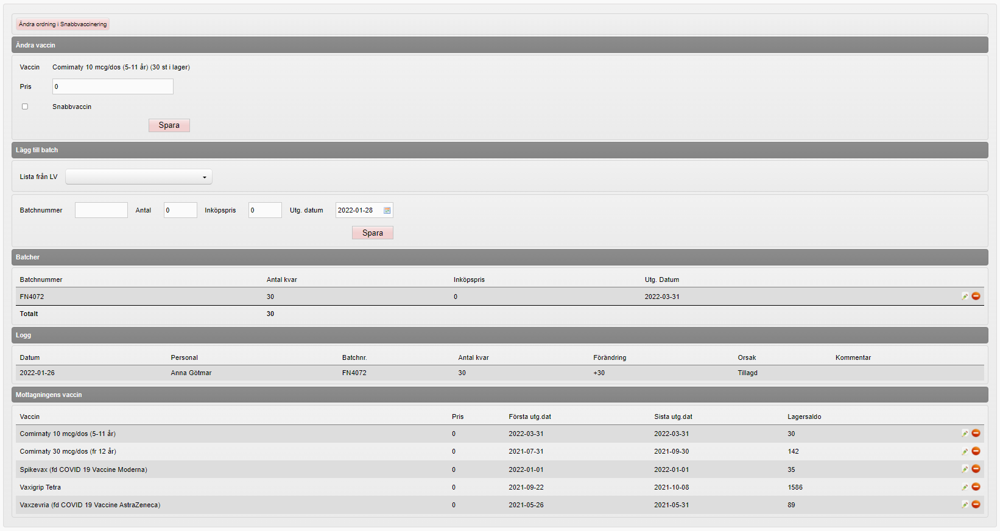 Ändra ordning i Snabbvaccinering
Ändra vaccin
Vaccin Comirnaty 10 mcg/dos (5-11 år) (30 st i lager)
Pris 0
Snabbvaccin
Spara
Lägg till batch
Lista från LV
Batchnummer Antal 0 Inköpspris 0 Utg. datum 2022-01-28
Spara
Batcher
Batchnummer Antal kvar Inköpspris Utg. Datum
FN4072 30 0 2022-03-31
Totalt 30
Logg
Datum Personal Batchnr. Antal kvar Förändring Orsak Kommentar
2022-01-26 Anna Götmar FN4072 30 +30 Tillagd
Mottagningens vaccin
Vaccin Pris Första utg.dat Sista utg.dat Lagersaldo
Comirnaty 10 mcg/dos (5-11 år) 0 2022-03-31 2022-03-31 30
Comirnaty 30 mcg/dos (fr 12 år) 0 2021-07-31 2021-09-30 142
Spikevax (fd COVID 19 Vaccine Moderna) 0 2022-01-01 2022-01-01 35
Vaxigrip Tetra 0 2021-09-22 2021-10-08 1586
Vaxzevria (fd COVID 19 Vaccine AstraZeneca) 0 2021-05-26 2021-05-31 89